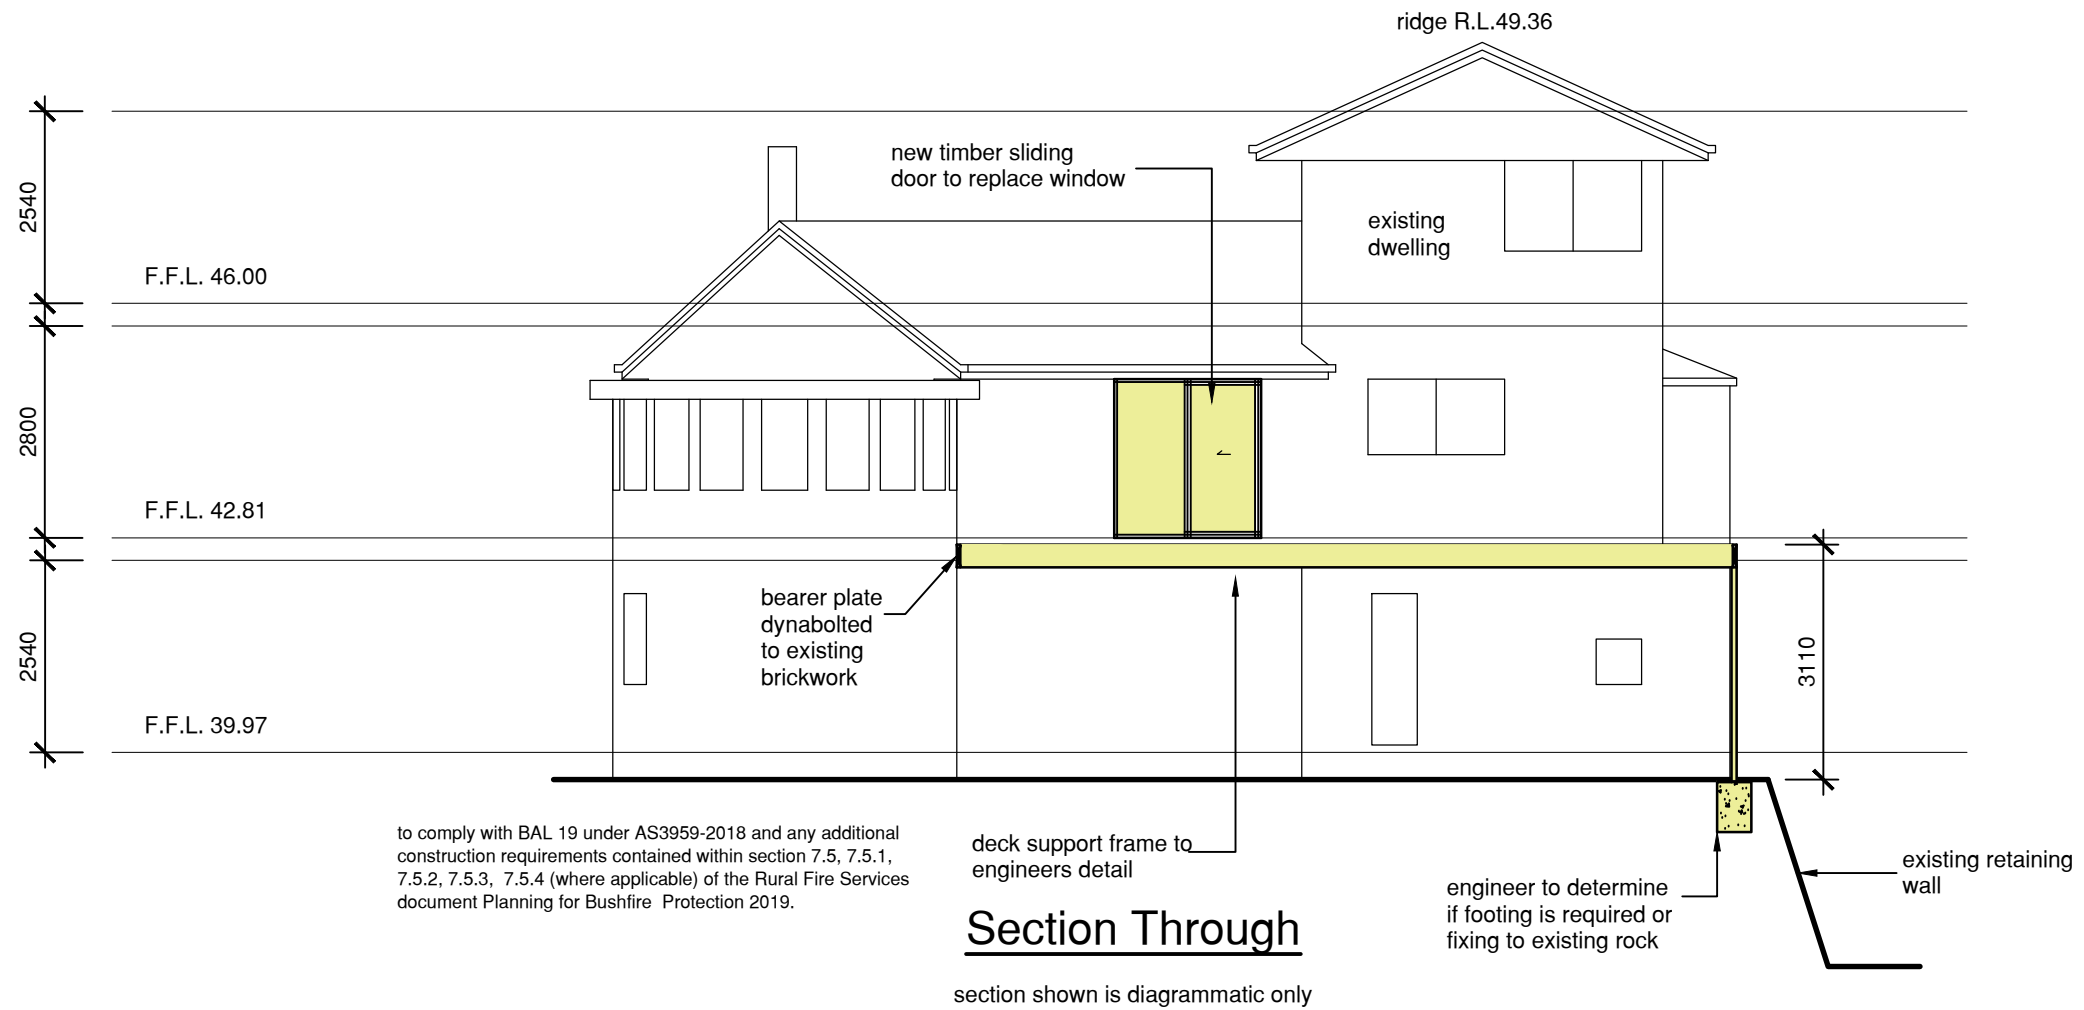 ridge R.L.49.36
new timber sliding
door to replace window
existing
dwelling
2540
F.F.L. 46.00
2800
F.F.L. 42.81
bearer plate
dynabolted
to existing
brickwork
2540
3110
F.F.L. 39.97
to comply with BAL 19 under AS3959-2018 and any additional
construction requirements contained within section 7.5, 7.5.1,
7.5.2, 7.5.3, 7.5.4 (where applicable) of the Rural Fire Services
document Planning for Bushfire Protection 2019.
deck support frame to
engineers detail
engineer to determine
if footing is required or
fixing to existing rock
existing retaining
wall
Section Through
section shown is diagrammatic only